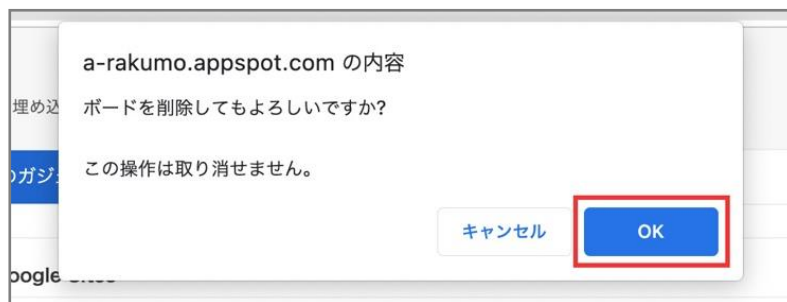 a-rakumo.appspot.com の内容
埋め込
ボードを削除してもよろしいですか?
のガジェ
この操作は取り消せません。
キャンセル
OK
oogle